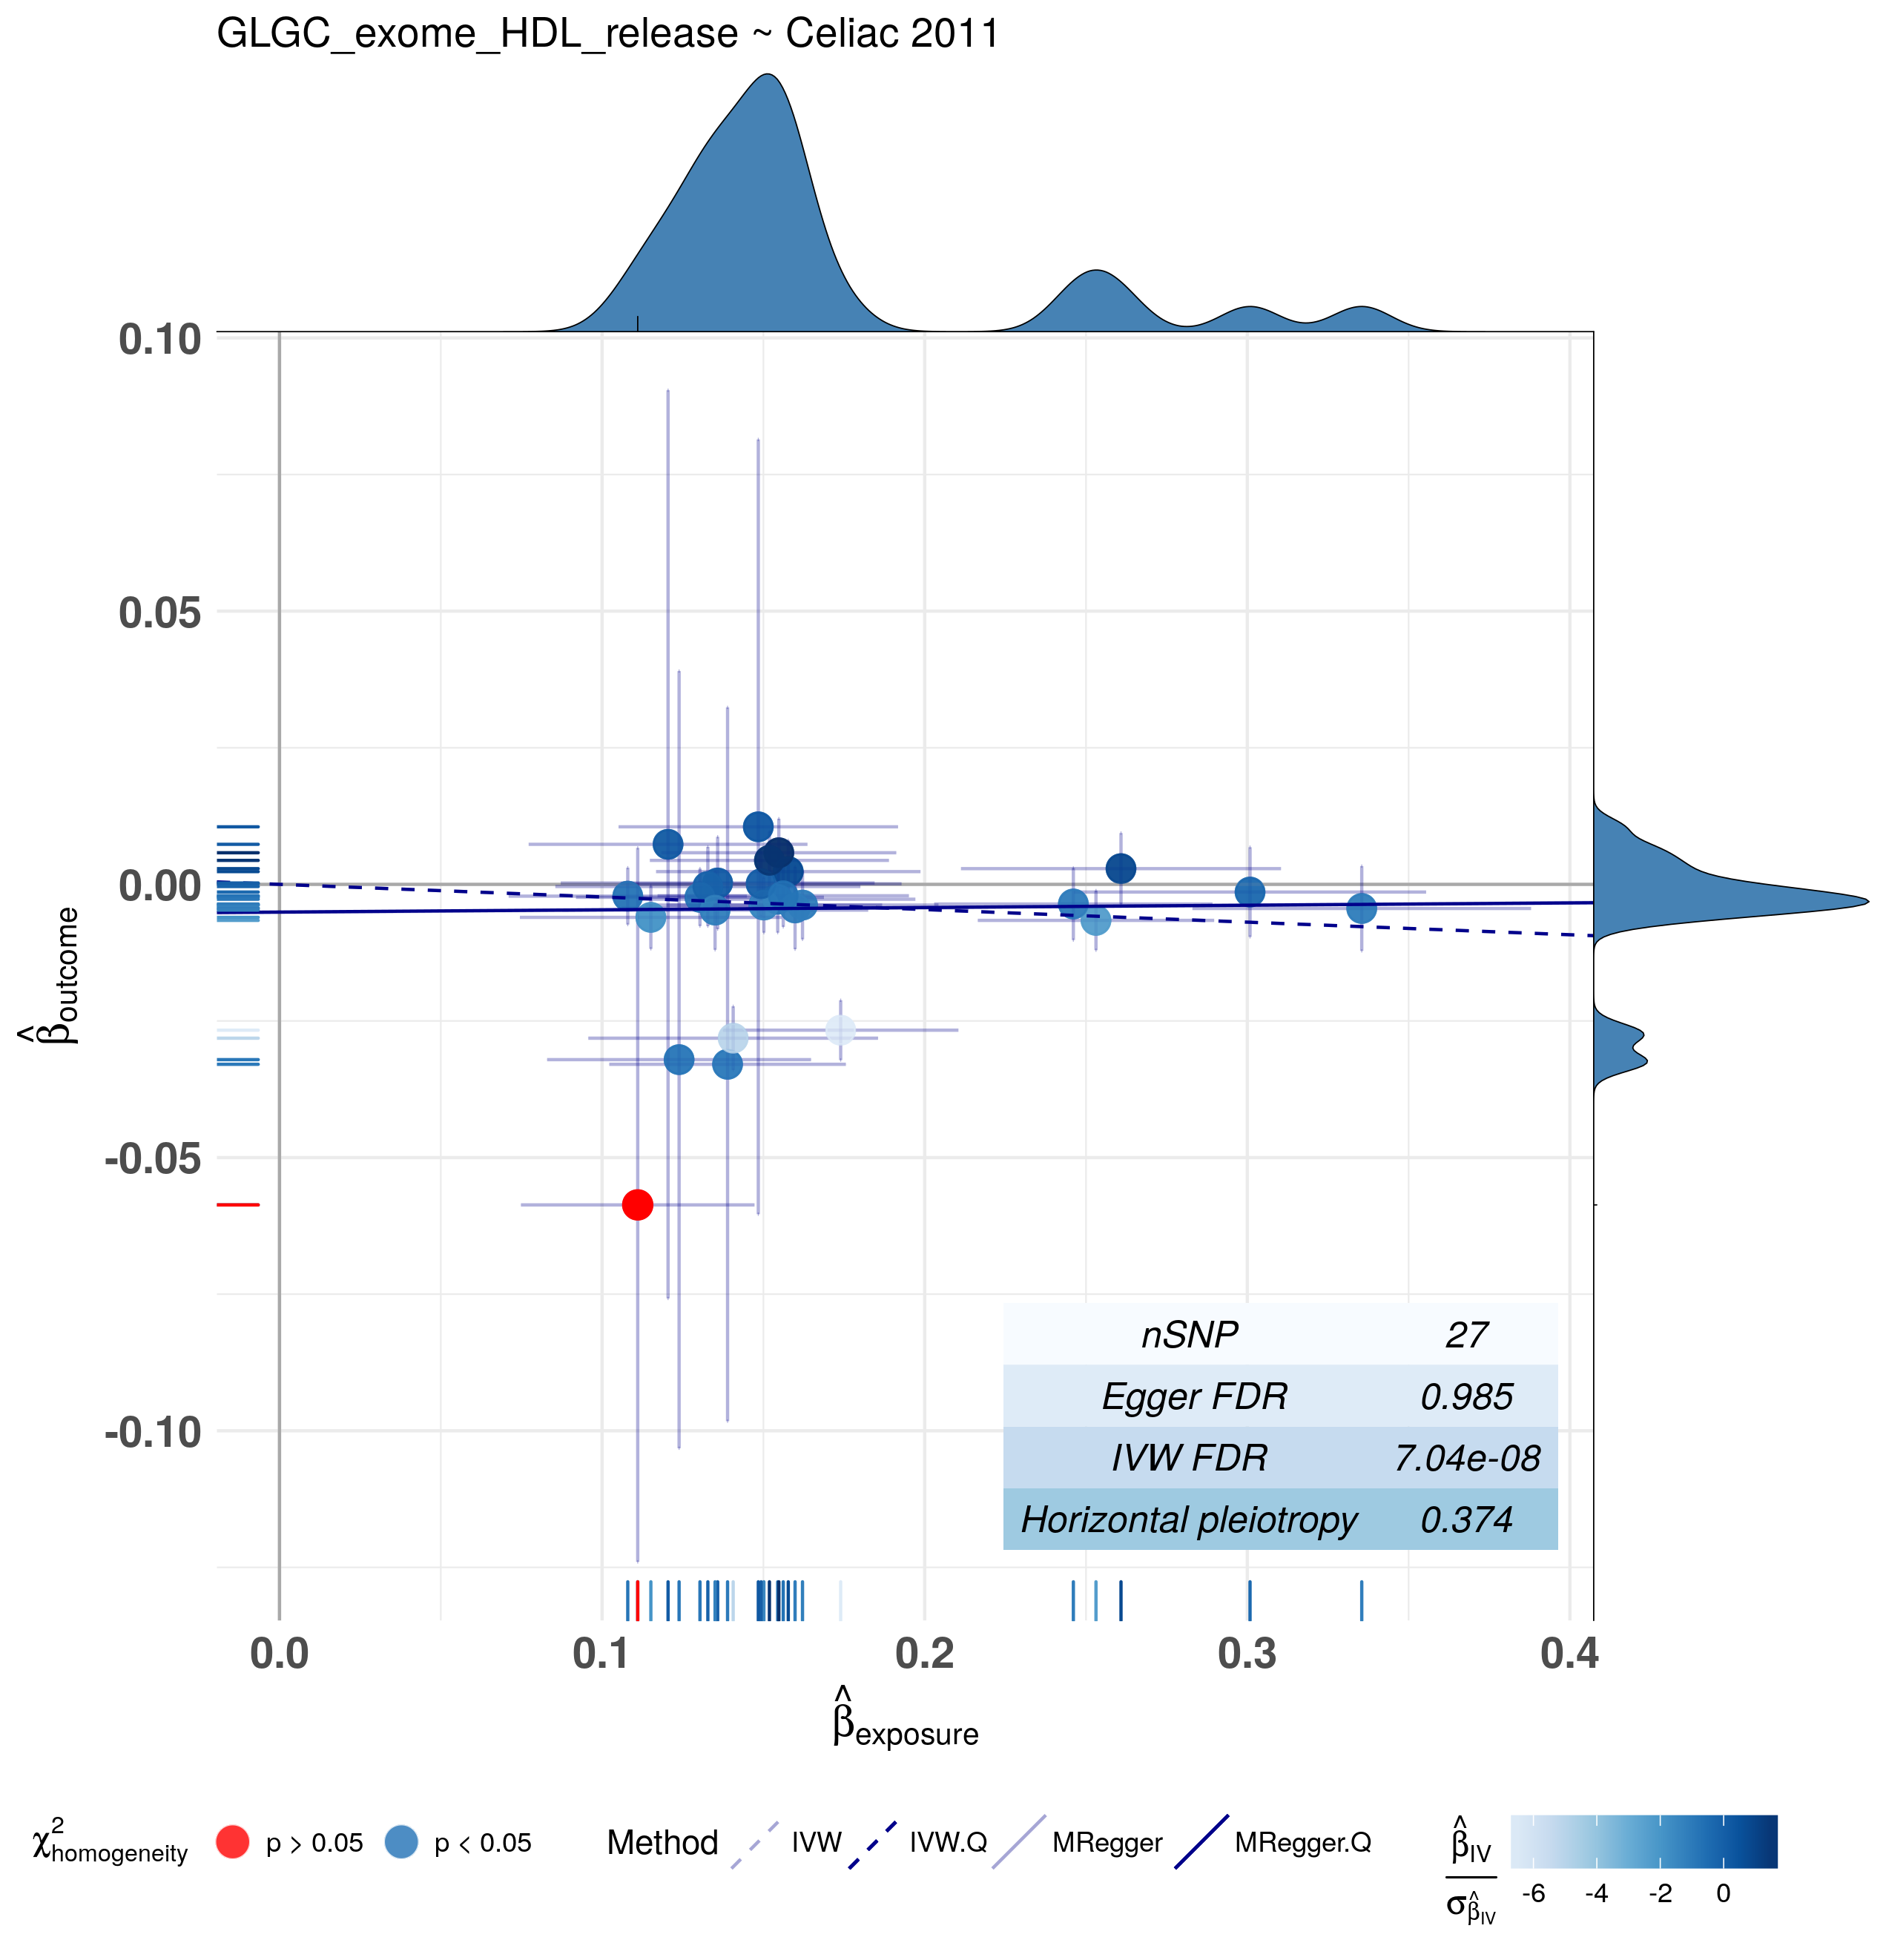 GLGC_exome_HDL_release ~ Celiac 2011
0.10
0.05
0.00
-0.05
-0.10
β̂outcome
nSNP 27
Egger FDR 0.985
IVW FDR 7.04e-08
Horizontal pleiotropy 0.374
0.0 0.1 0.2 0.3 0.4
β̂exposure
χ²homogeneity p > 0.05 p < 0.05 Method IVW IVW.Q MRegger MRegger.Q
β̂IV
σβ̂IV
-6 -4 -2 0